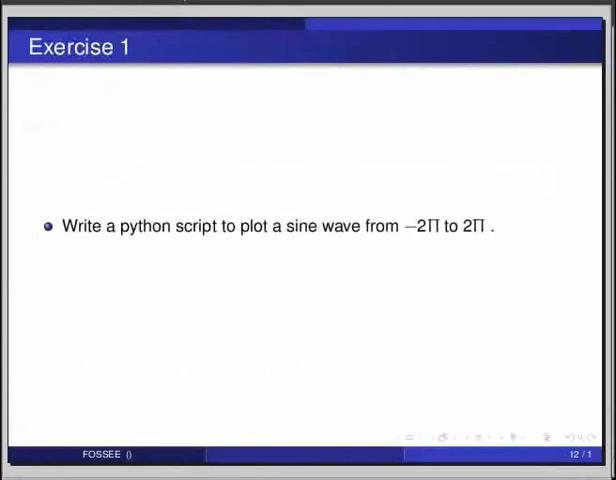 Exercise 1
Write a python script to plot a sine wave from −2Π to 2Π .
FOSSEE ()
12 / 1